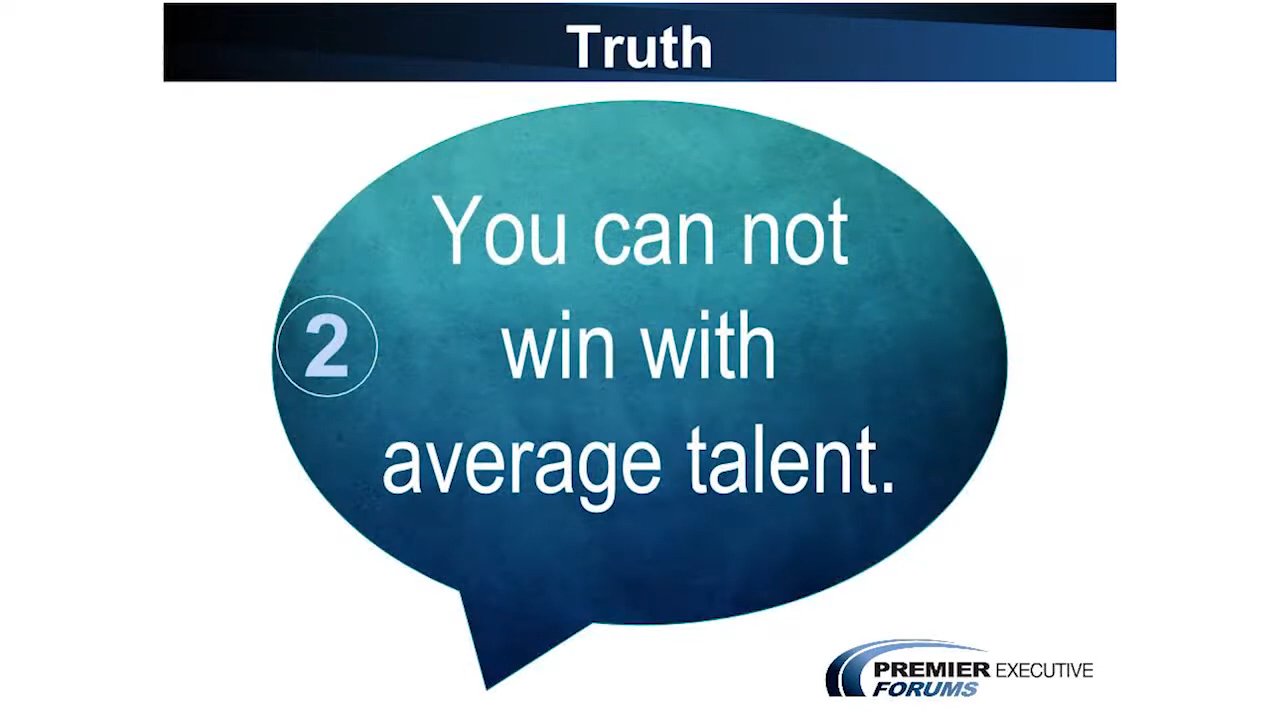 Truth
You can not
win with
2
average talent.
PREMIER EXECUTIVE
FORUMS